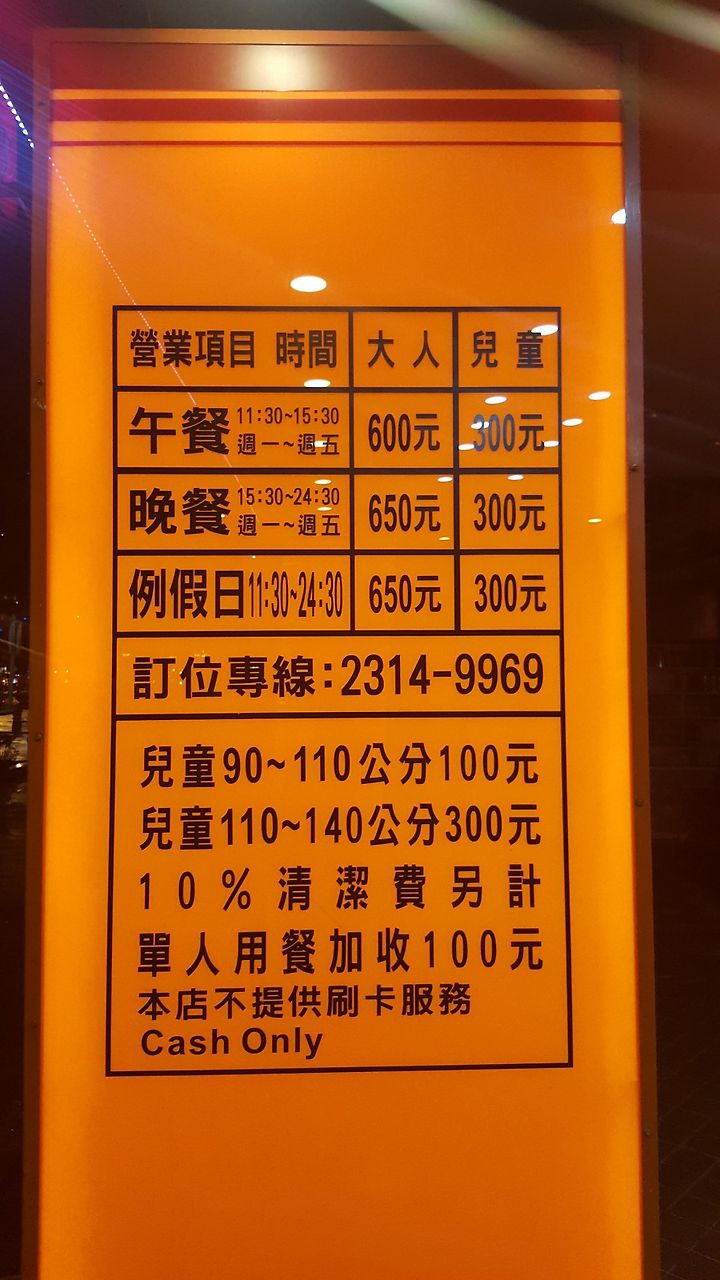 營業項目 時間 大人 兒童
午餐 11:30~15:30 週一~週五 600元 300元
晚餐 15:30~24:30 週一~週五 650元 300元
例假日11:30~24:30 650元 300元
訂位專線:2314-9969
兒童90~110公分100元
兒童110~140公分300元
10%清潔費另計
單人用餐加收100元
本店不提供刷卡服務
Cash Only